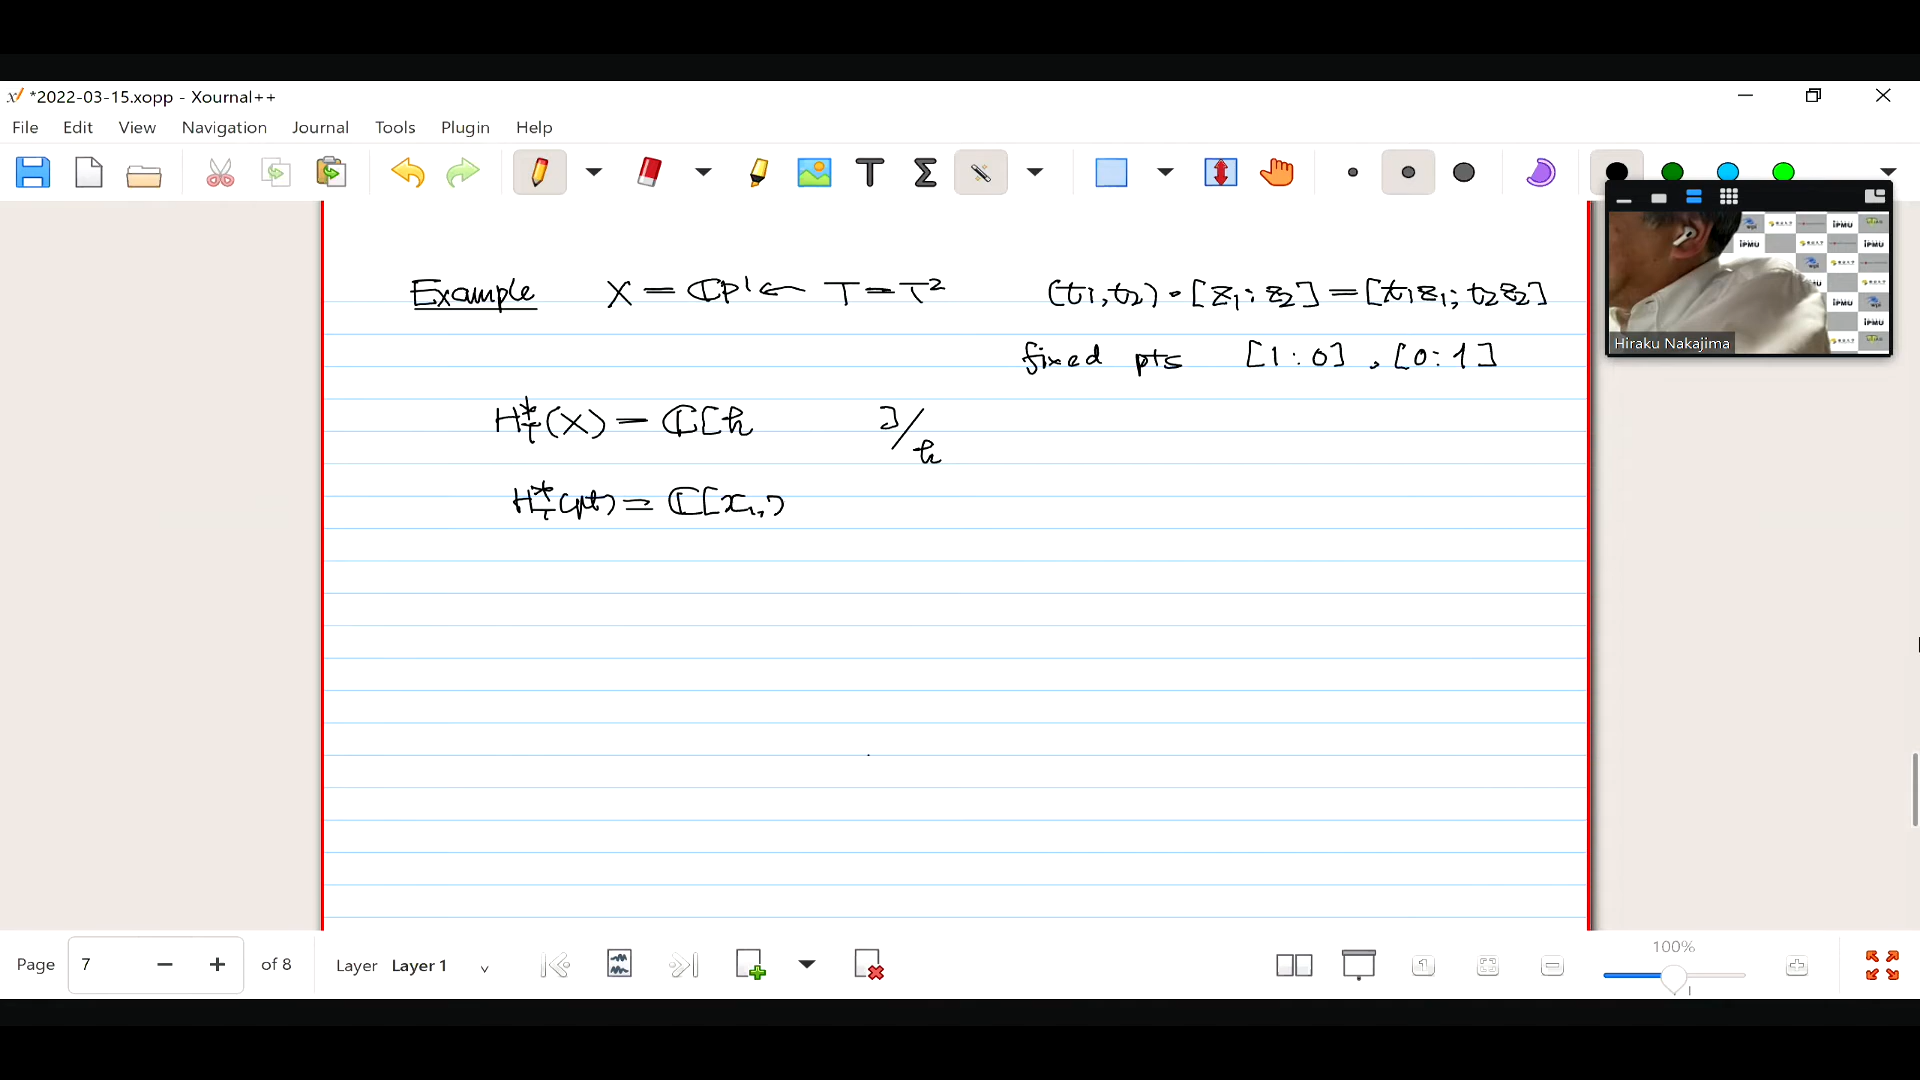 *2022-03-15.xopp - Xournal++
File Edit View Navigation Journal Tools Plugin Help
Example X = ℂP¹ ← T = T² (t₁,t₂)・[z₁:z₂] = [t₁z₁; t₂z₂]
fixed pts [1:0], [0:1]
H*_T(X) = ℂ[h ]/h
H*_T(pt) = ℂ[x₁,
Hiraku Nakajima
iPMU
Page 7 of 8 Layer Layer 1 100%